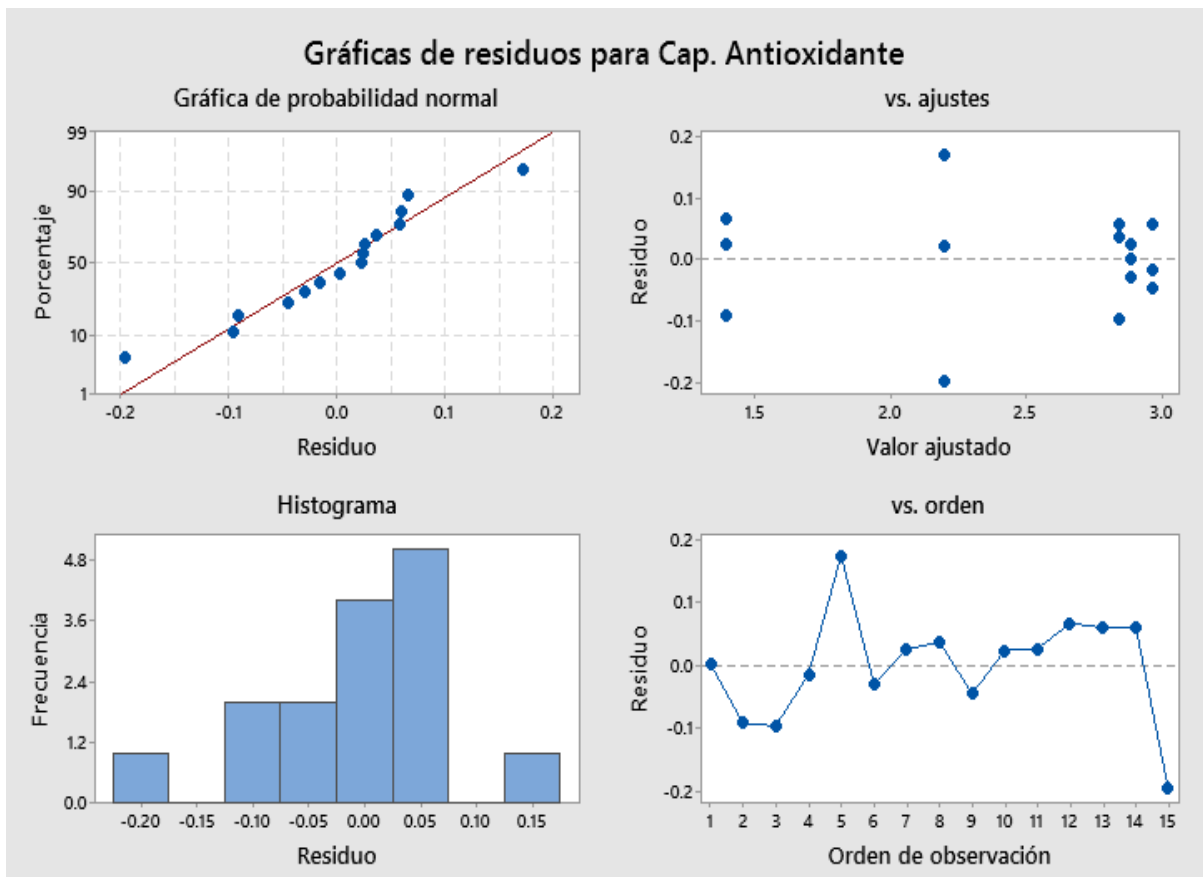 Gráficas de residuos para Cap. Antioxidante
Gráfica de probabilidad normal
99
90
50
10
1
Porcentaje
-0.2 -0.1 0.0 0.1 0.2
Residuo
vs. ajustes
0.2
0.1
0.0
-0.1
-0.2
Residuo
1.5 2.0 2.5 3.0
Valor ajustado
Histograma
4.8
3.6
2.4
1.2
0.0
Frecuencia
-0.20 -0.15 -0.10 -0.05 0.00 0.05 0.10 0.15
Residuo
vs. orden
0.2
0.1
0.0
-0.1
-0.2
Residuo
1 2 3 4 5 6 7 8 9 10 11 12 13 14 15
Orden de observación